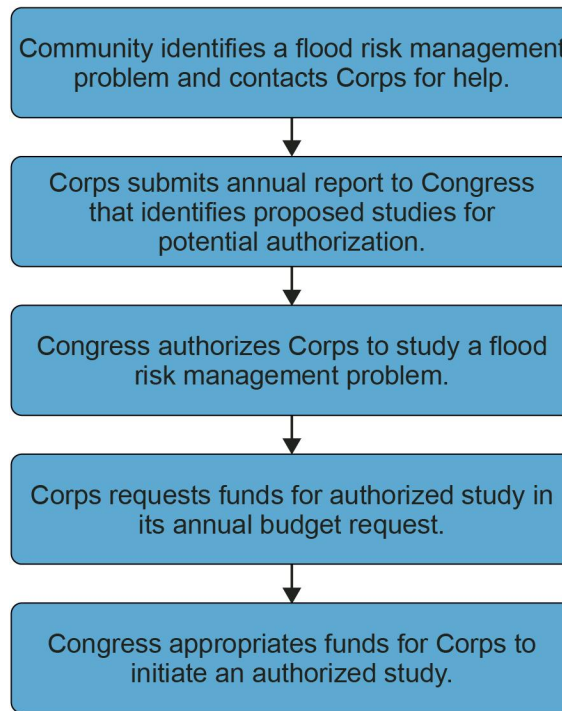 Community identifies a flood risk management
problem and contacts Corps for help.
Corps submits annual report to Congress
that identifies proposed studies for
potential authorization.
Congress authorizes Corps to study a flood
risk management problem.
Corps requests funds for authorized study in
its annual budget request.
Congress appropriates funds for Corps to
initiate an authorized study.